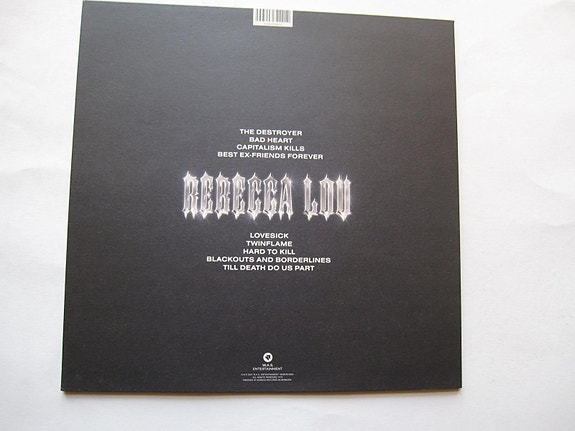 THE DESTROYER
BAD HEART
CAPITALISM KILLS
BEST EX-FRIENDS FOREVER
REBECCA LOU
LOVESICK
TWINFLAME
HARD TO KILL
BLACKOUTS AND BORDERLINES
TILL DEATH DO US PART
ENTERTAINMENT